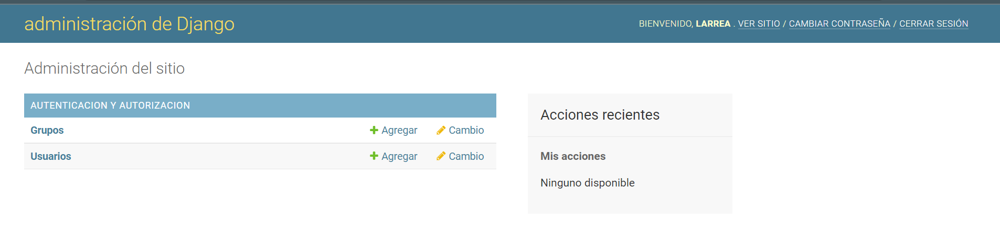 administración de Django
BIENVENIDO, LARREA . VER SITIO / CAMBIAR CONTRASEÑA / CERRAR SESIÓN
Administración del sitio
AUTENTICACION Y AUTORIZACION
Grupos Agregar Cambio
Usuarios Agregar Cambio
Acciones recientes
Mis acciones
Ninguno disponible